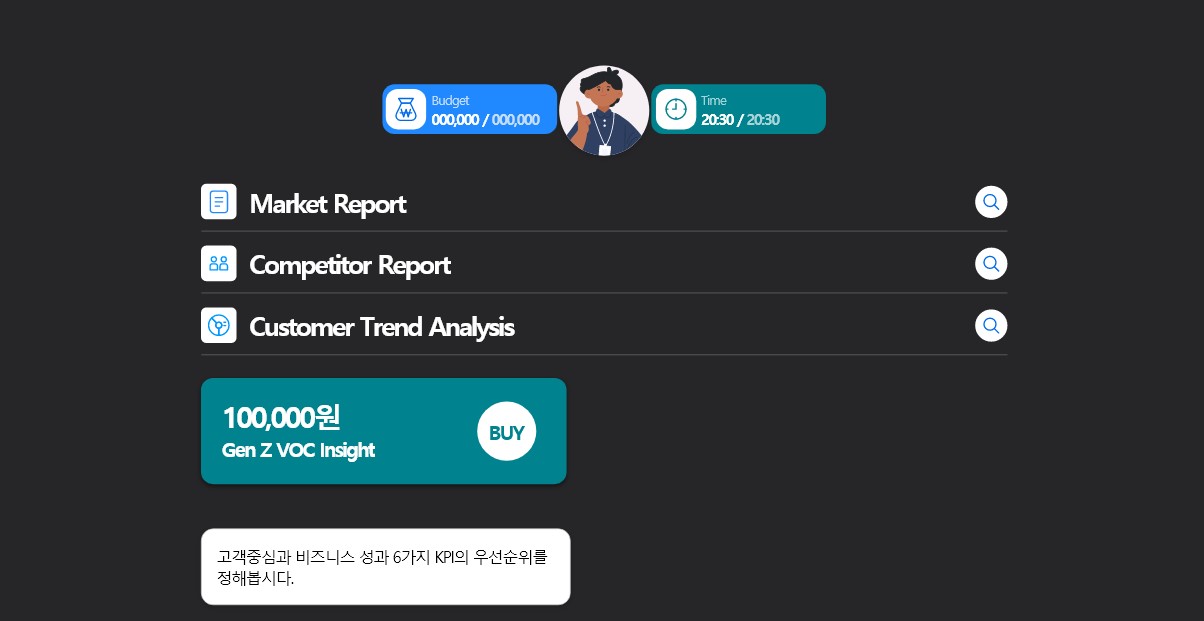 Budget
000,000 / 000,000
Time
20:30 / 20:30
Market Report
Competitor Report
Customer Trend Analysis
100,000원
Gen Z VOC Insight
BUY
고객중심과 비즈니스 성과 6가지 KPI의 우선순위를
정해봅시다.